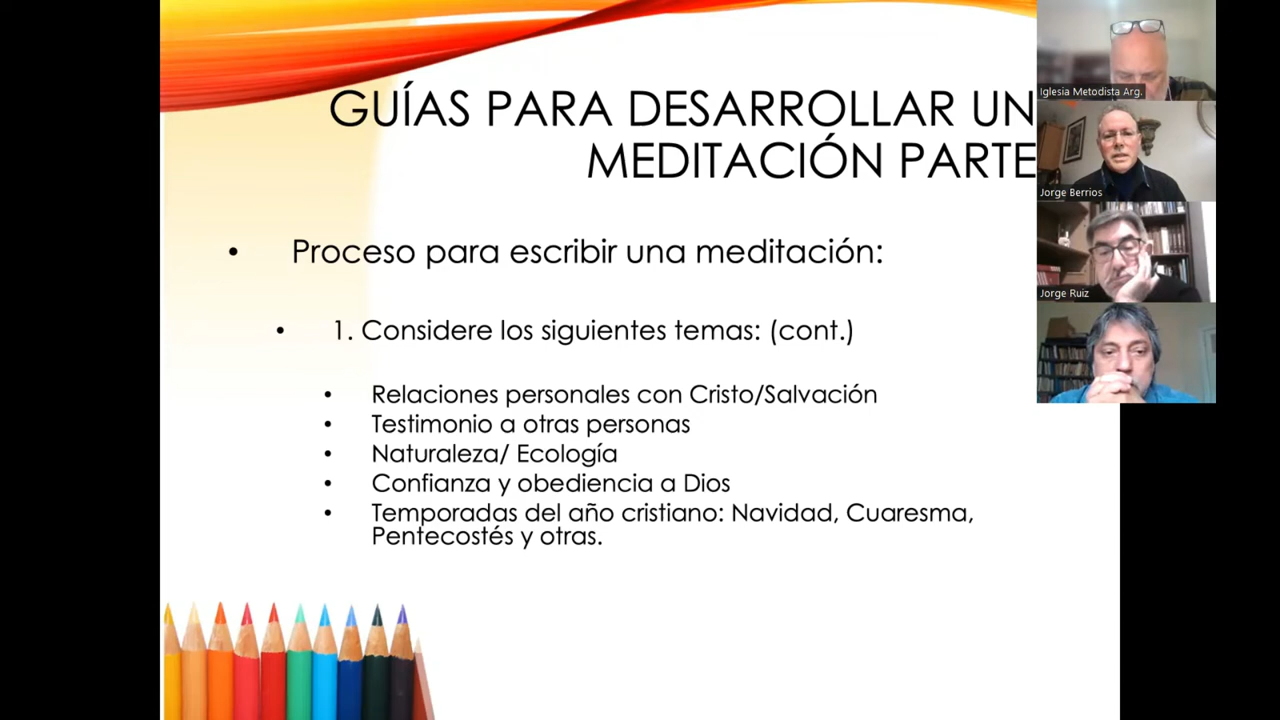 GUÍAS PARA DESARROLLAR UN
MEDITACIÓN PARTE
• Proceso para escribir una meditación:
• 1. Considere los siguientes temas: (cont.)
• Relaciones personales con Cristo/Salvación
• Testimonio a otras personas
• Naturaleza/ Ecología
• Confianza y obediencia a Dios
• Temporadas del año cristiano: Navidad, Cuaresma,
Pentecostés y otras.
Iglesia Metodista Arg.
Jorge Berrios
Jorge Ruiz